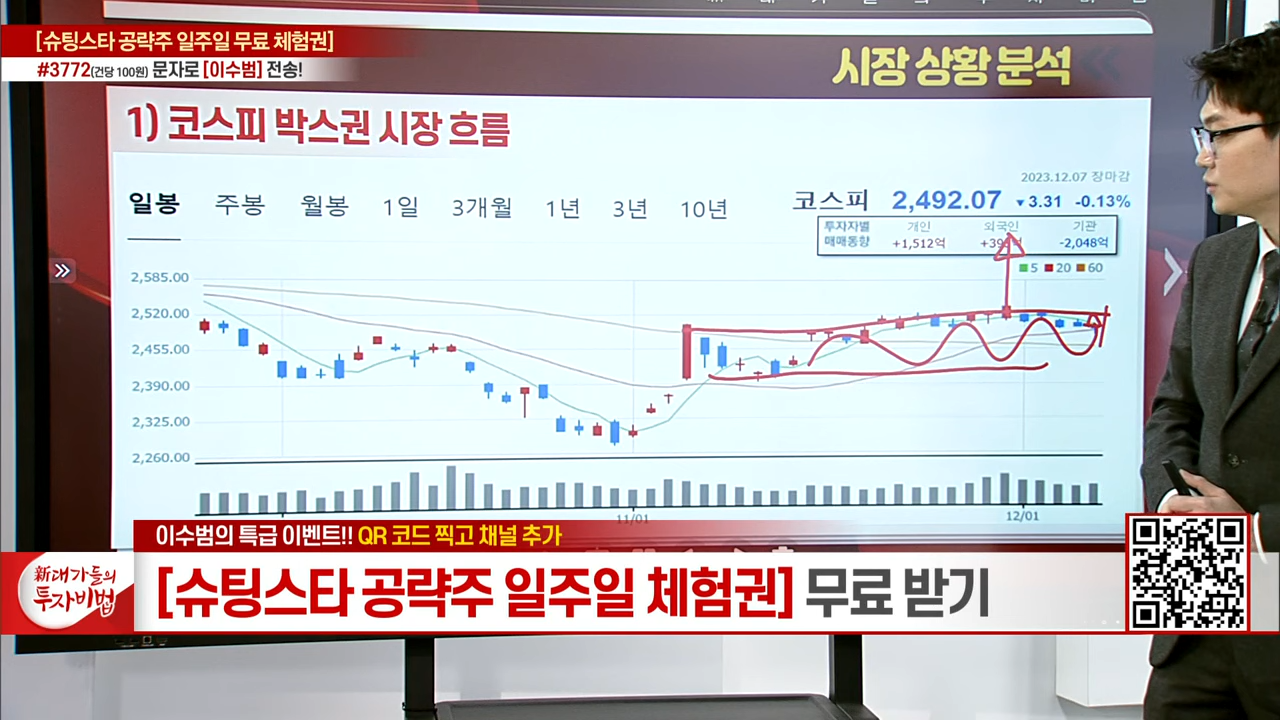 [슈팅스타 공략주 일주일 무료 체험권]
#3772(건당 100원) 문자로 [이수범] 전송!
시장 상황 분석
1) 코스피 박스권 시장 흐름
2023.12.07 장마감
일봉 주봉 월봉 1일 3개월 1년 3년 10년
코스피 2,492.07 ▼3.31 -0.13%
투자자별 개인 외국인 기관
매매동향 +1,512억 -2,048억
5 20 60
2,585.00
2,520.00
2,455.00
2,390.00
2,325.00
2,260.00
11/01 12/01
이수범의 특급 이벤트!! QR 코드 찍고 채널 추가
新대가들의
투자비법
[슈팅스타 공략주 일주일 체험권] 무료 받기